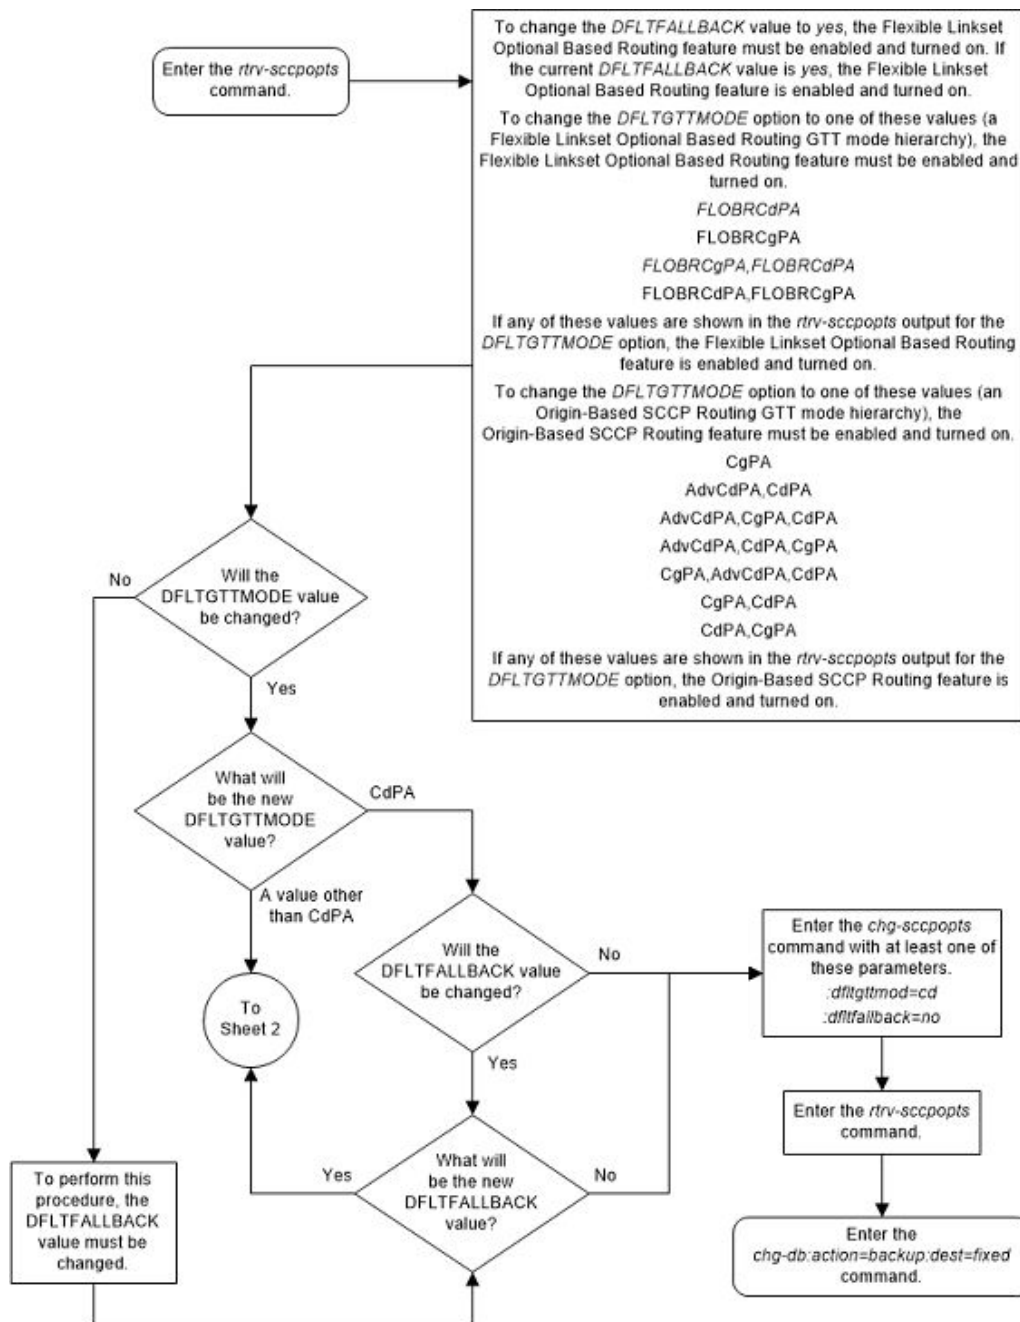 Enter the rtrv-sccpopts
command.
To change the DFLTFALLBACK value to yes, the Flexible Linkset
Optional Based Routing feature must be enabled and turned on. If
the current DFLTFALLBACK value is yes, the Flexible Linkset
Optional Based Routing feature is enabled and turned on.
To change the DFLTGTTMODE option to one of these values (a
Flexible Linkset Optional Based Routing GTT mode hierarchy), the
Flexible Linkset Optional Based Routing feature must be enabled and
turned on.
FLOBRCdPA
FLOBRCgPA
FLOBRCgPA,FLOBRCdPA
FLOBRCdPA,FLOBRCgPA
If any of these values are shown in the rtrv-sccpopts output for the
DFLTGTTMODE option, the Flexible Linkset Optional Based Routing
feature is enabled and turned on.
To change the DFLTGTTMODE option to one of these values (an
Origin-Based SCCP Routing GTT mode hierarchy), the
Origin-Based SCCP Routing feature must be enabled and turned on.
CgPA
AdvCdPA,CdPA
AdvCdPA,CgPA,CdPA
AdvCdPA,CdPA,CgPA
CgPA,AdvCdPA,CdPA
CgPA,CdPA
CdPA,CgPA
If any of these values are shown in the rtrv-sccpopts output for the
DFLTGTTMODE option, the Origin-Based SCCP Routing feature is
enabled and turned on.
No
Will the
DFLTGTTMODE value
be changed?
Yes
What will
be the new
DFLTGTTMODE
value?
CdPA
A value other
than CdPA
To
Sheet 2
Will the
DFLTFALLBACK value
be changed?
No
Yes
Enter the chg-sccpopts
command with at least one of
these parameters.
:dfltgttmod=cd
:dfltfallback=no
Enter the rtrv-sccpopts
command.
Yes
What will
be the new
DFLTFALLBACK
value?
No
To perform this
procedure, the
DFLTFALLBACK
value must be
changed.
Enter the
chg-db:action=backup:dest=fixed
command.